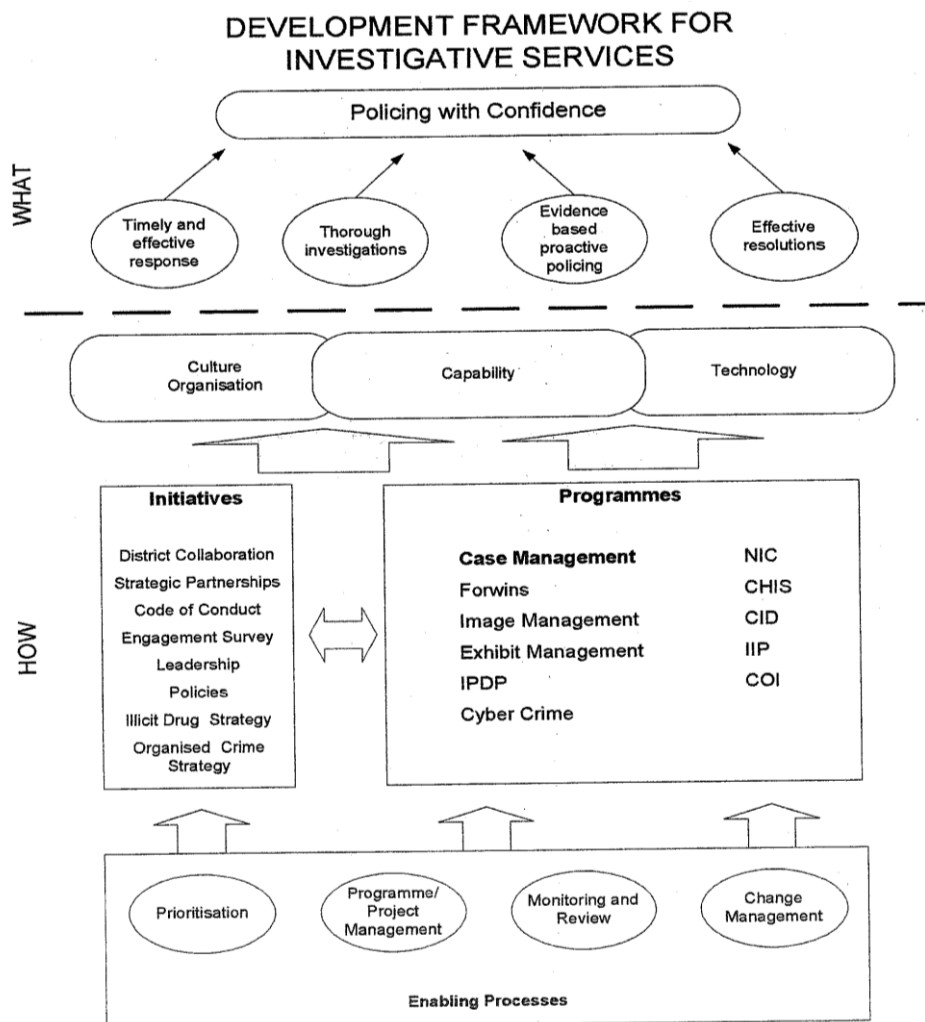 DEVELOPMENT FRAMEWORK FOR
INVESTIGATIVE SERVICES
Policing with Confidence
WHAT
Timely and
effective
response
Thorough
investigations
Evidence
based
proactive
policing
Effective
resolutions
Culture
Organisation
Capability
Technology
HOW
Initiatives
District Collaboration
Strategic Partnerships
Code of Conduct
Engagement Survey
Leadership
Policies
Illicit Drug Strategy
Organised Crime
Strategy
Programmes
Case Management
Forwins
Image Management
Exhibit Management
IPDP
Cyber Crime
NIC
CHIS
CID
IIP
COI
Prioritisation
Programme/
Project
Management
Monitoring and
Review
Change
Management
Enabling Processes